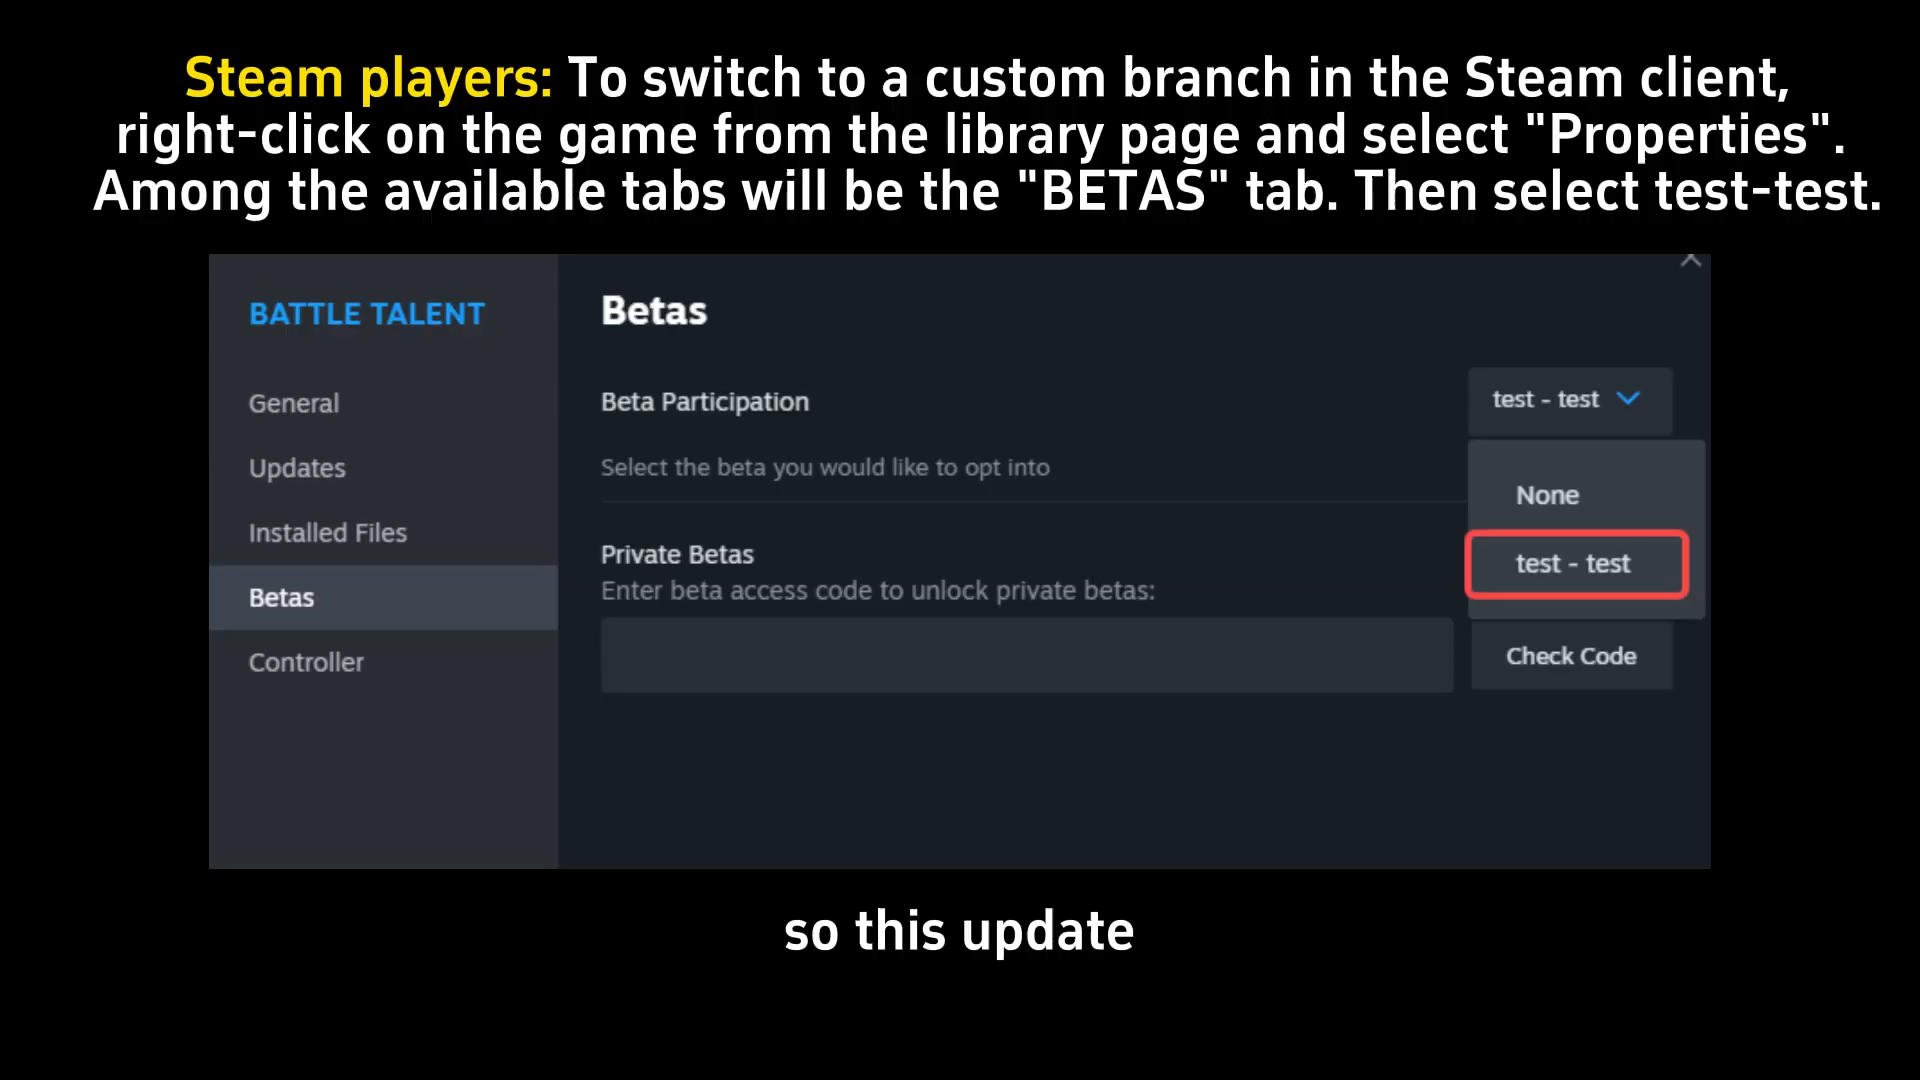 Steam players: To switch to a custom branch in the Steam client,
right-click on the game from the library page and select "Properties".
Among the available tabs will be the "BETAS" tab. Then select test-test.
BATTLE TALENT
General
Updates
Installed Files
Betas
Controller
Betas
Beta Participation
test - test
Select the beta you would like to opt into
None
test - test
Private Betas
Enter beta access code to unlock private betas:
Check Code
so this update